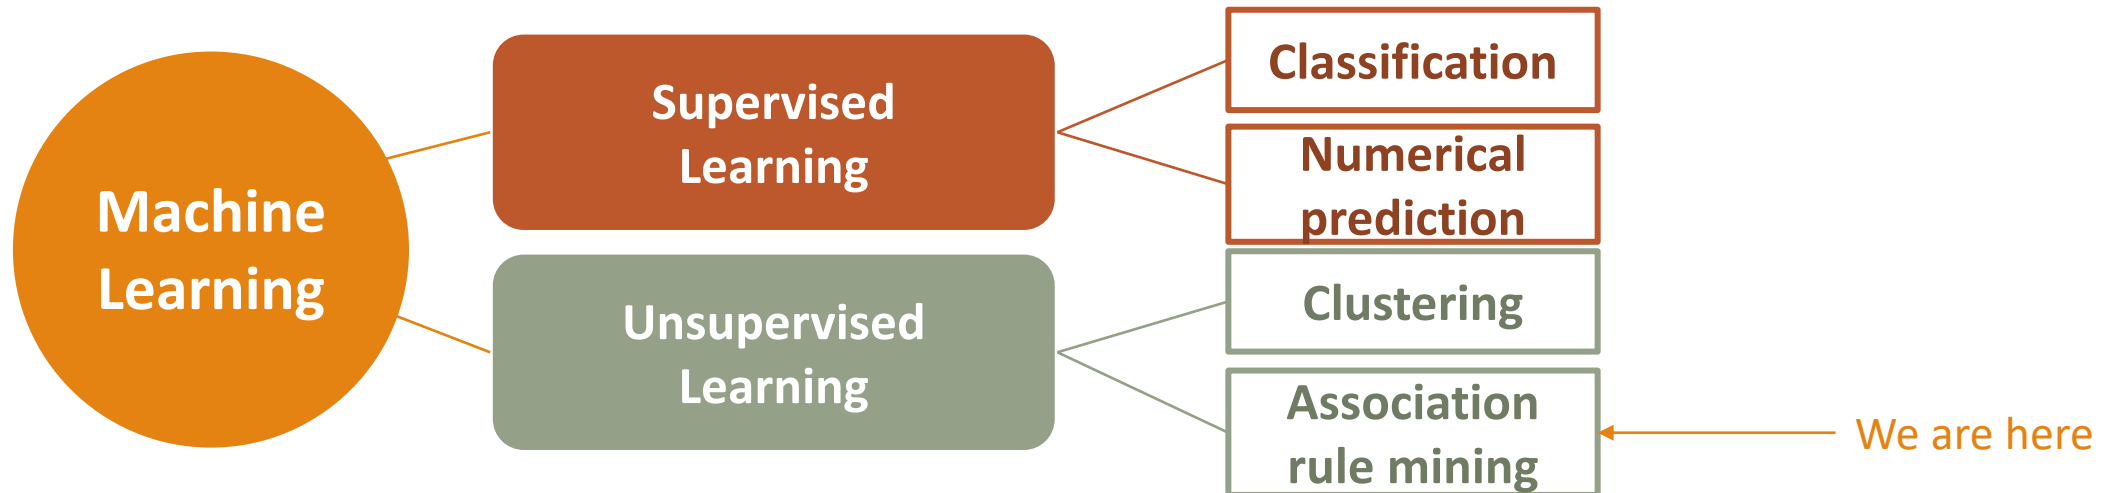 Machine
Learning
Supervised
Learning
Unsupervised
Learning
Classification
Numerical
prediction
Clustering
Association
rule mining
We are here